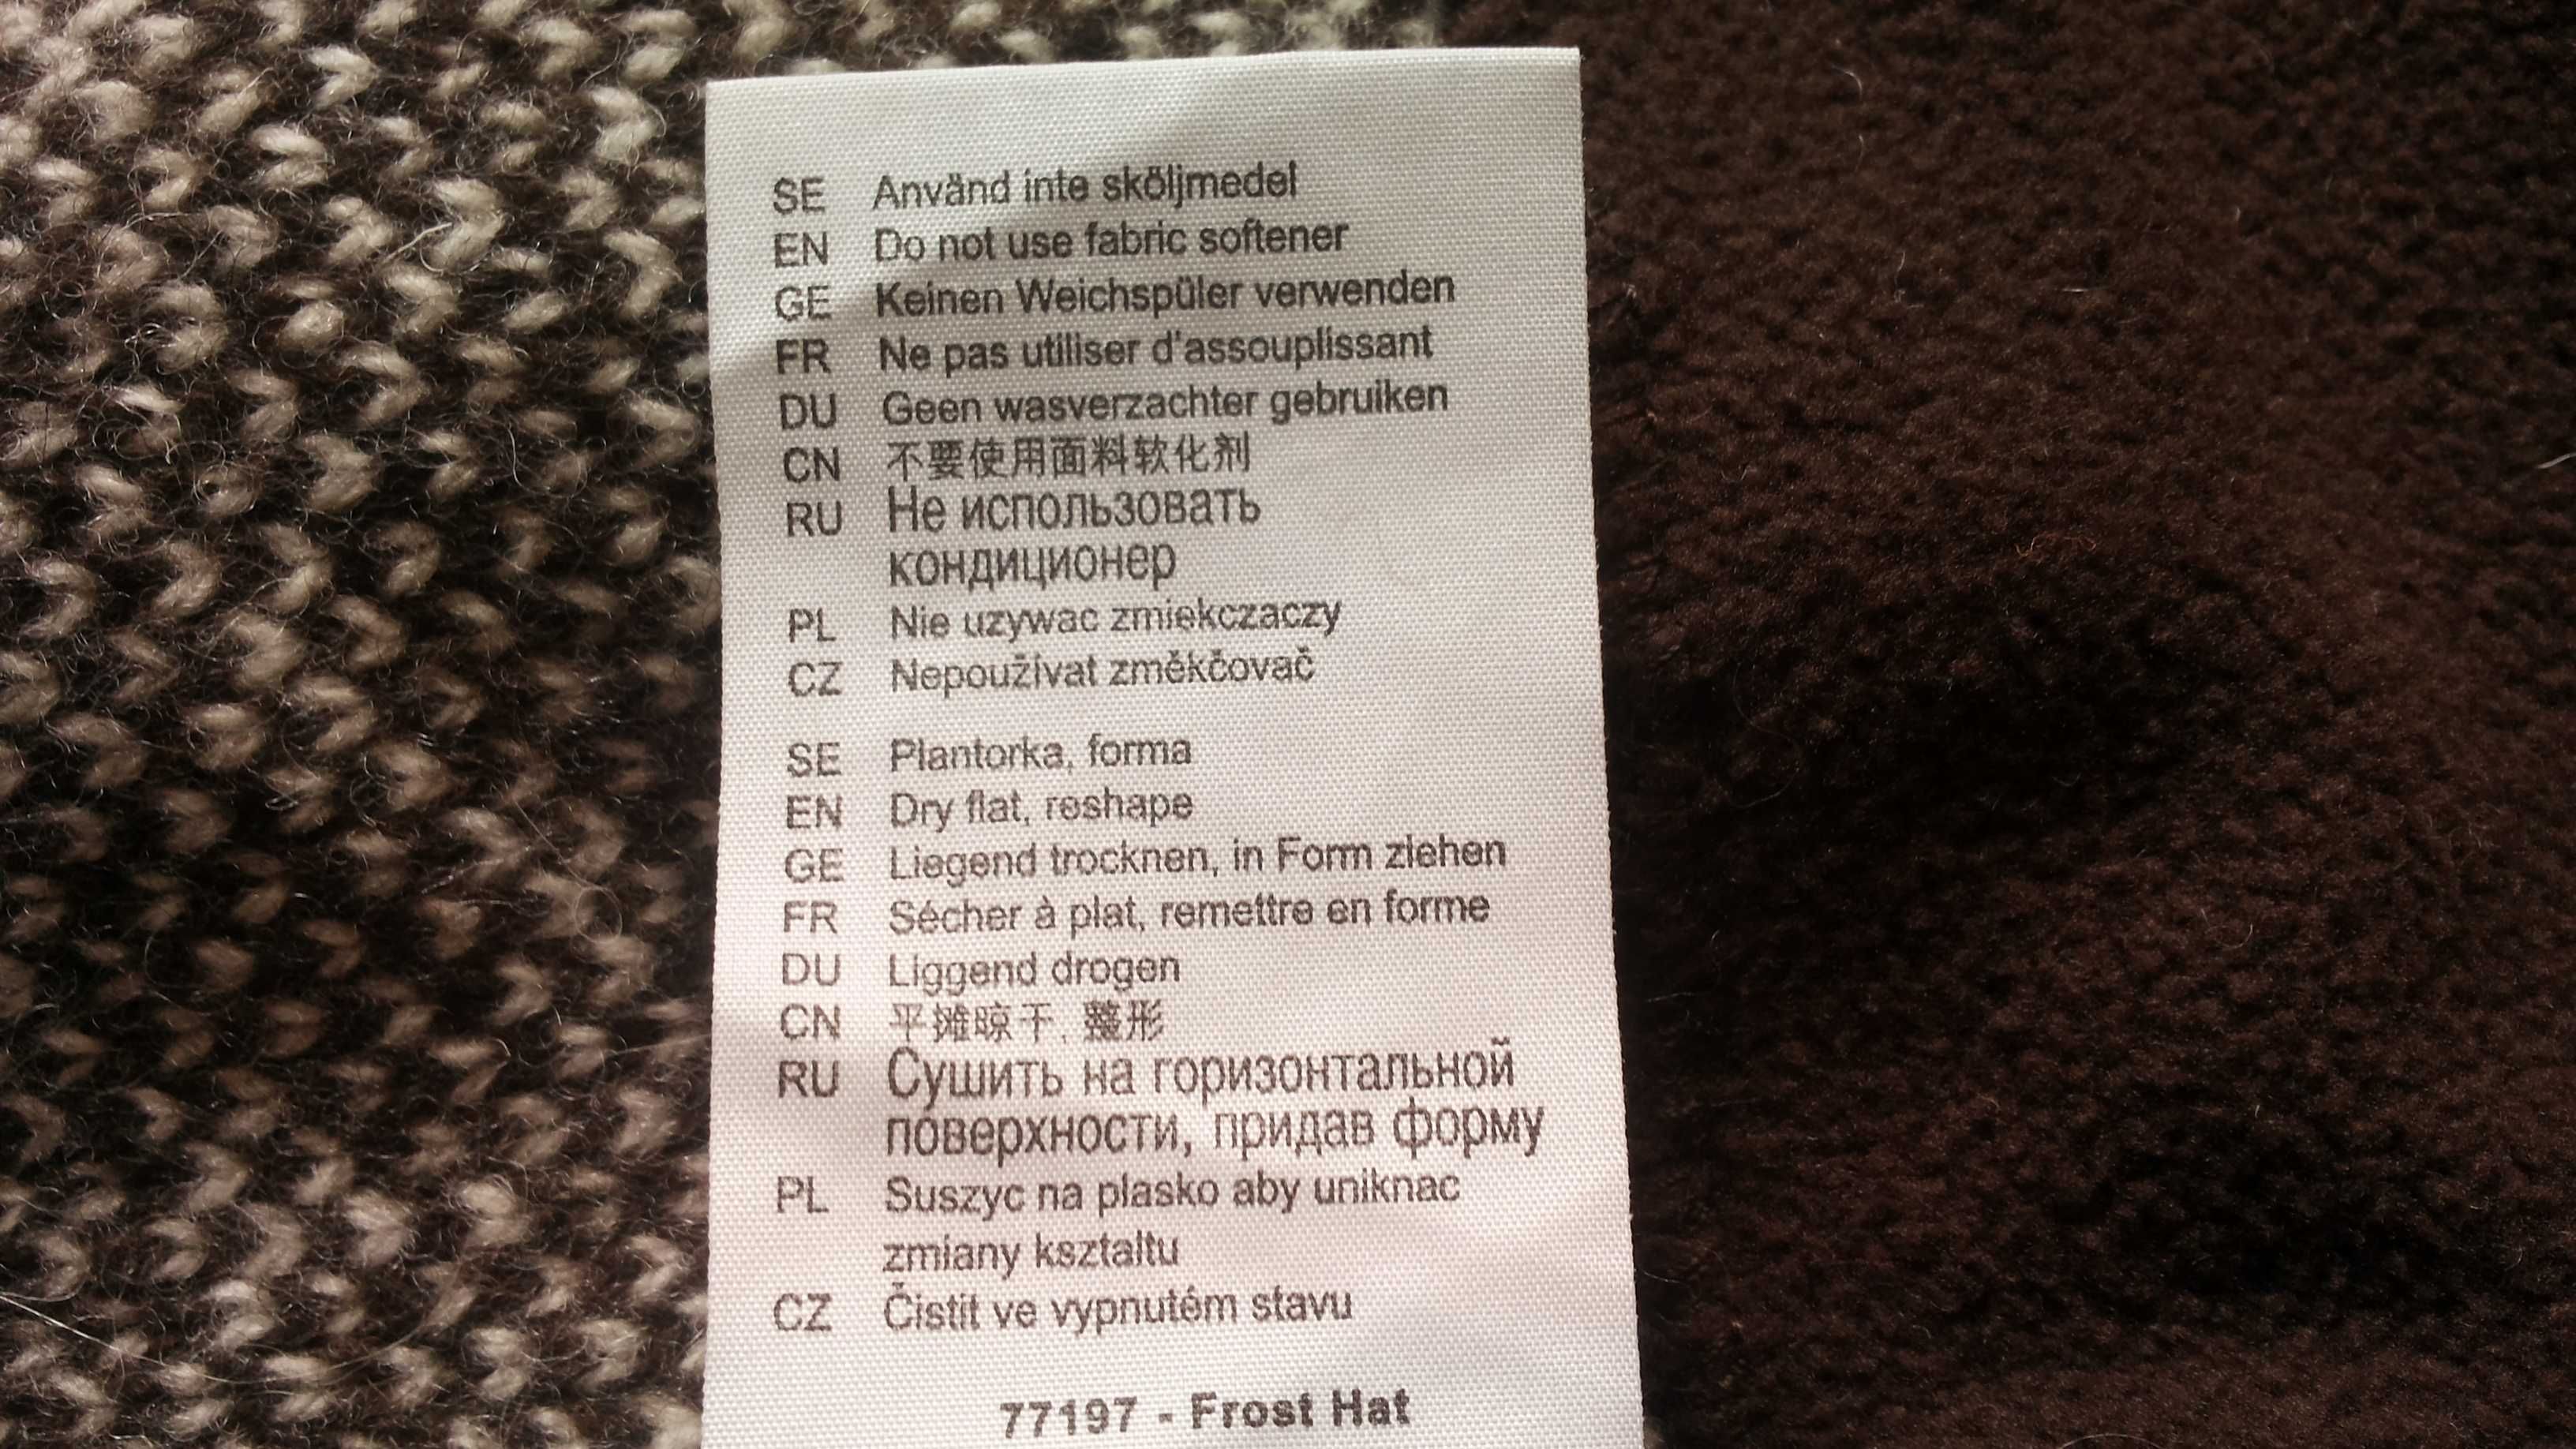 SE Använd inte sköljmedel
EN Do not use fabric softener
GE Keinen Weichspüler verwenden
FR Ne pas utiliser d'assouplissant
DU Geen wasverzachter gebruiken
CN 不要使用面料软化剂
RU Не использовать
кондиционер
PL Nie uzywac zmiekczaczy
CZ Nepoužívat změkčovač
SE Plantorka, forma
EN Dry flat, reshape
GE Liegend trocknen, in Form ziehen
FR Sécher à plat, remettre en forme
DU Liggend drogen
CN 平摊晾干, 整形
RU Сушить на горизонтальной
поверхности, придав форму
PL Suszyc na plasko aby uniknac
zmiany ksztaltu
CZ Čistit ve vypnutém stavu
77197 - Frost Hat